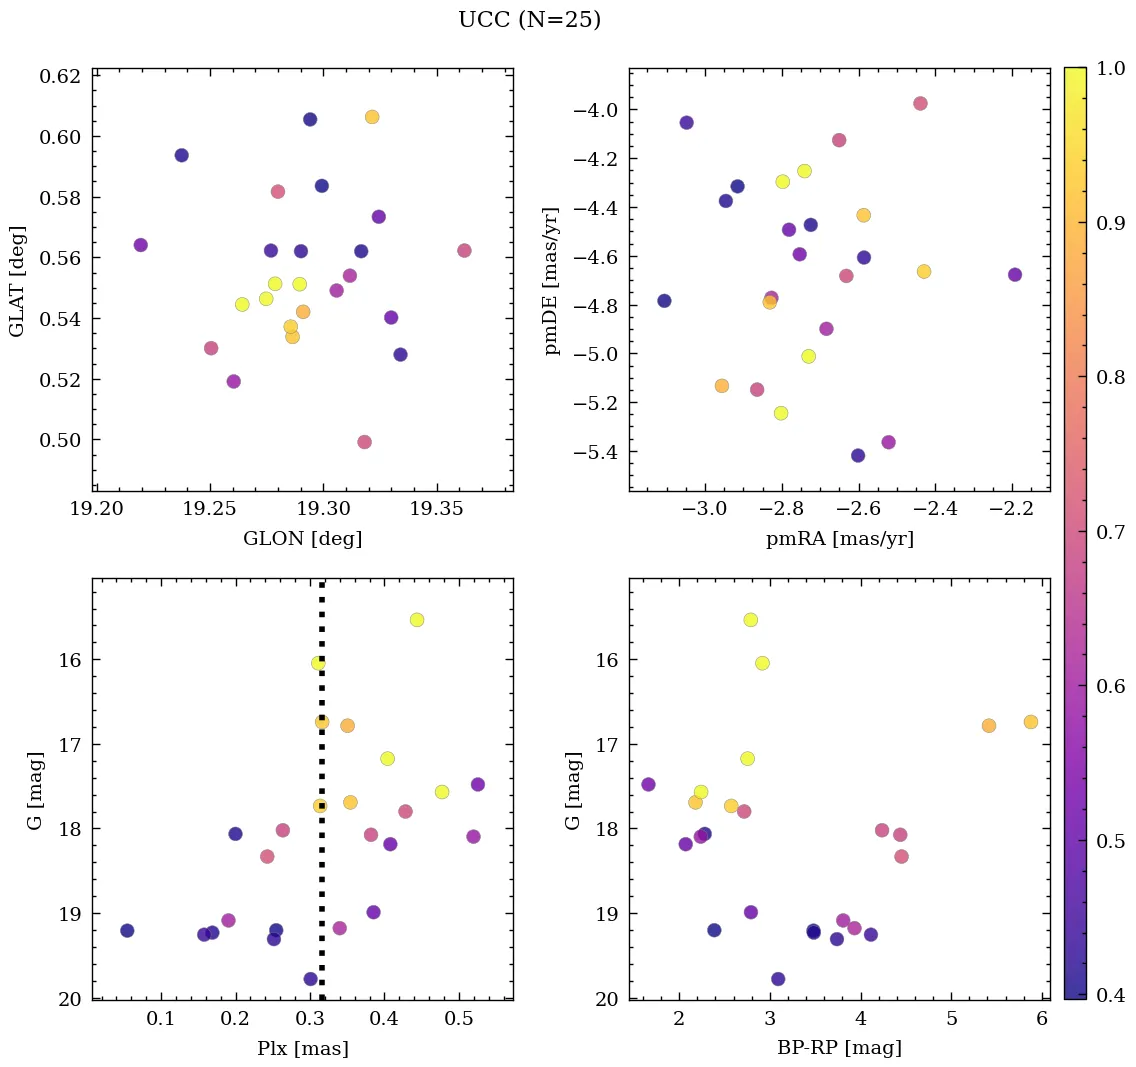 UCC (N=25)
0.62
0.60
0.58
0.56
0.54
0.52
0.50
GLAT [deg]
19.20 19.25 19.30 19.35
GLON [deg]
−4.0
−4.2
−4.4
−4.6
−4.8
−5.0
−5.2
−5.4
pmDE [mas/yr]
−3.0 −2.8 −2.6 −2.4 −2.2
pmRA [mas/yr]
16
17
18
19
20
G [mag]
0.1 0.2 0.3 0.4 0.5
Plx [mas]
16
17
18
19
20
G [mag]
2 3 4 5 6
BP-RP [mag]
1.0
0.9
0.8
0.7
0.6
0.5
0.4